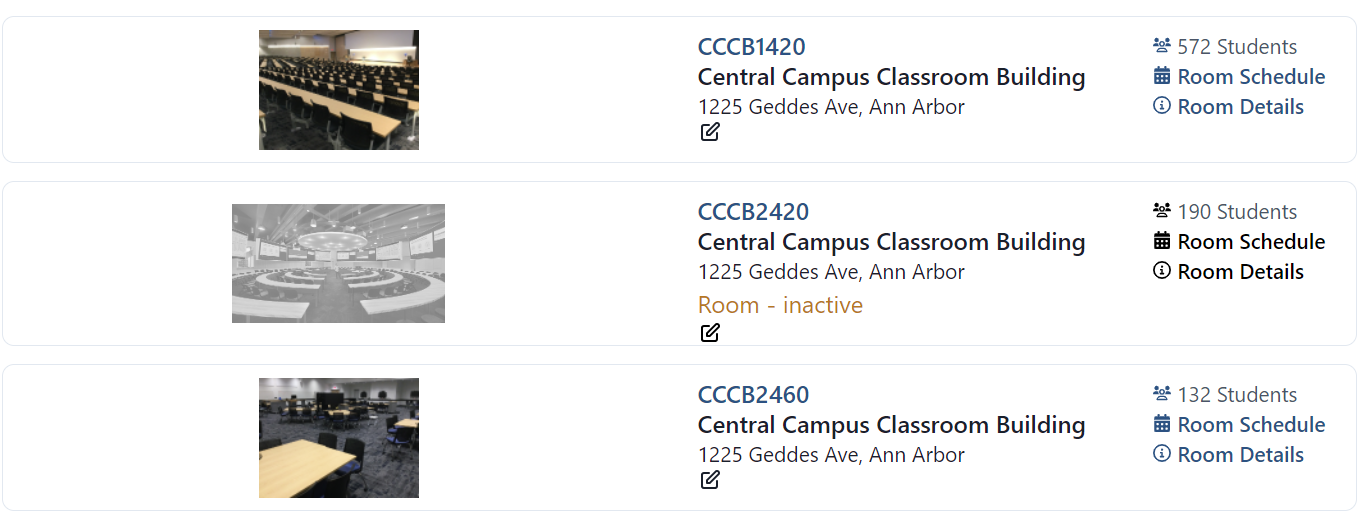 CCCB1420
Central Campus Classroom Building
1225 Geddes Ave, Ann Arbor
572 Students
Room Schedule
Room Details
CCCB2420
Central Campus Classroom Building
1225 Geddes Ave, Ann Arbor
Room - inactive
190 Students
Room Schedule
Room Details
CCCB2460
Central Campus Classroom Building
1225 Geddes Ave, Ann Arbor
132 Students
Room Schedule
Room Details